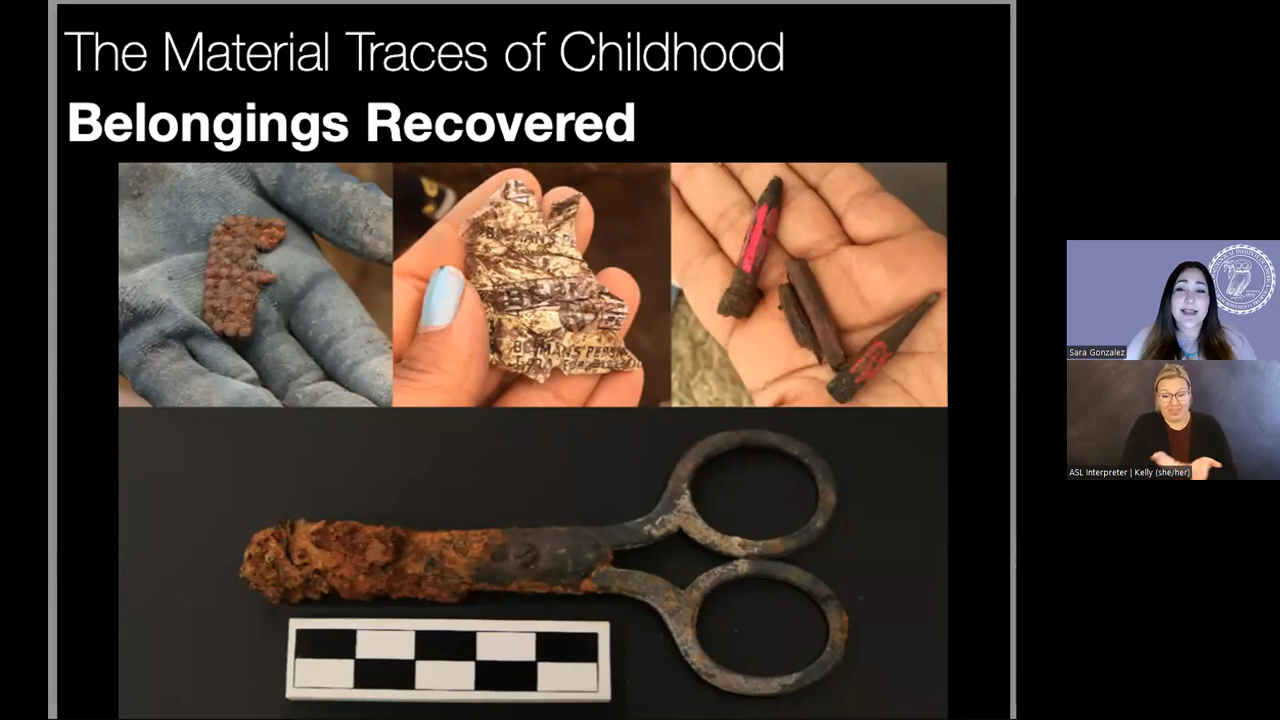 The Material Traces of Childhood
Belongings Recovered
Sara Gonzalez
ASL Interpreter | Kelly (she/her)